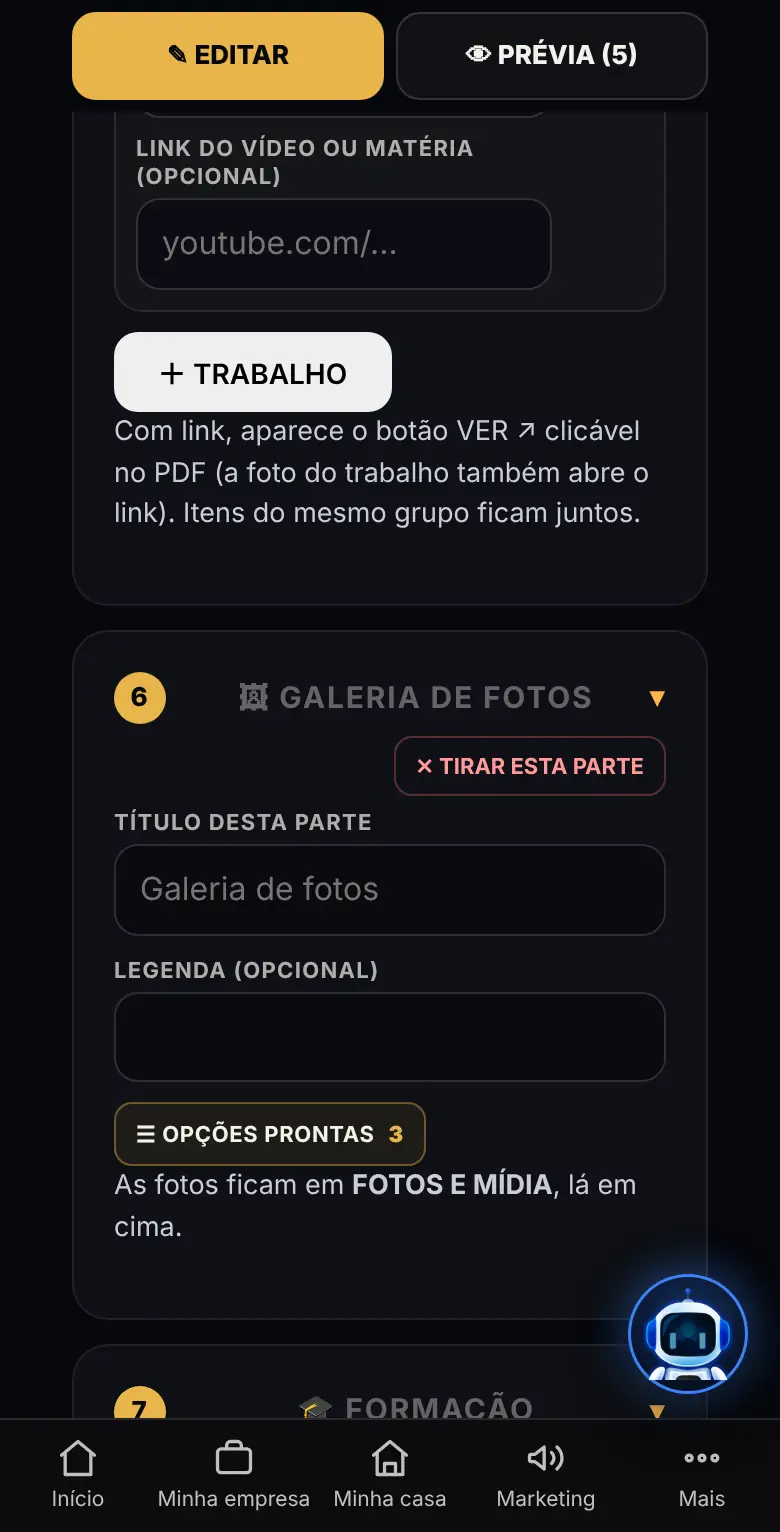 ✎ EDITAR
👁 PRÉVIA (5)
LINK DO VÍDEO OU MATÉRIA
(OPCIONAL)
youtube.com/...
+ TRABALHO
Com link, aparece o botão VER ↗ clicável
no PDF (a foto do trabalho também abre o
link). Itens do mesmo grupo ficam juntos.
6
🖼 GALERIA DE FOTOS
▼
✕ TIRAR ESTA PARTE
TÍTULO DESTA PARTE
Galeria de fotos
LEGENDA (OPCIONAL)
☰ OPÇÕES PRONTAS 3
As fotos ficam em FOTOS E MÍDIA, lá em
cima.
7
🎓 FORMAÇÃO
▼
Início
Minha empresa
Minha casa
Marketing
Mais